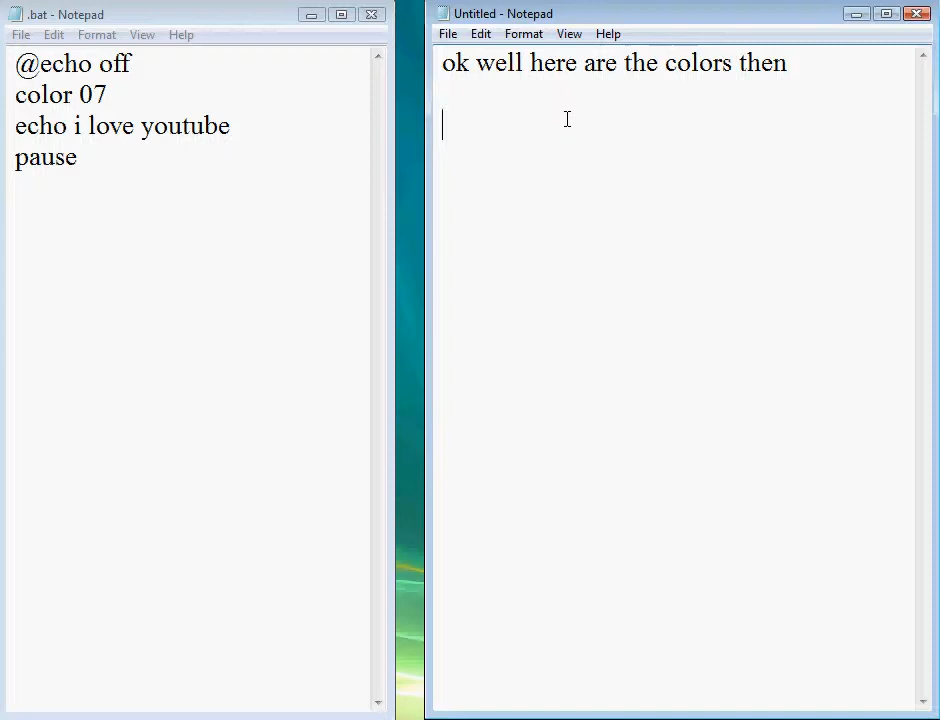 .bat - Notepad
File Edit Format View Help
@echo off
color 07
echo i love youtube
pause
Untitled - Notepad
File Edit Format View Help
ok well here are the colors then